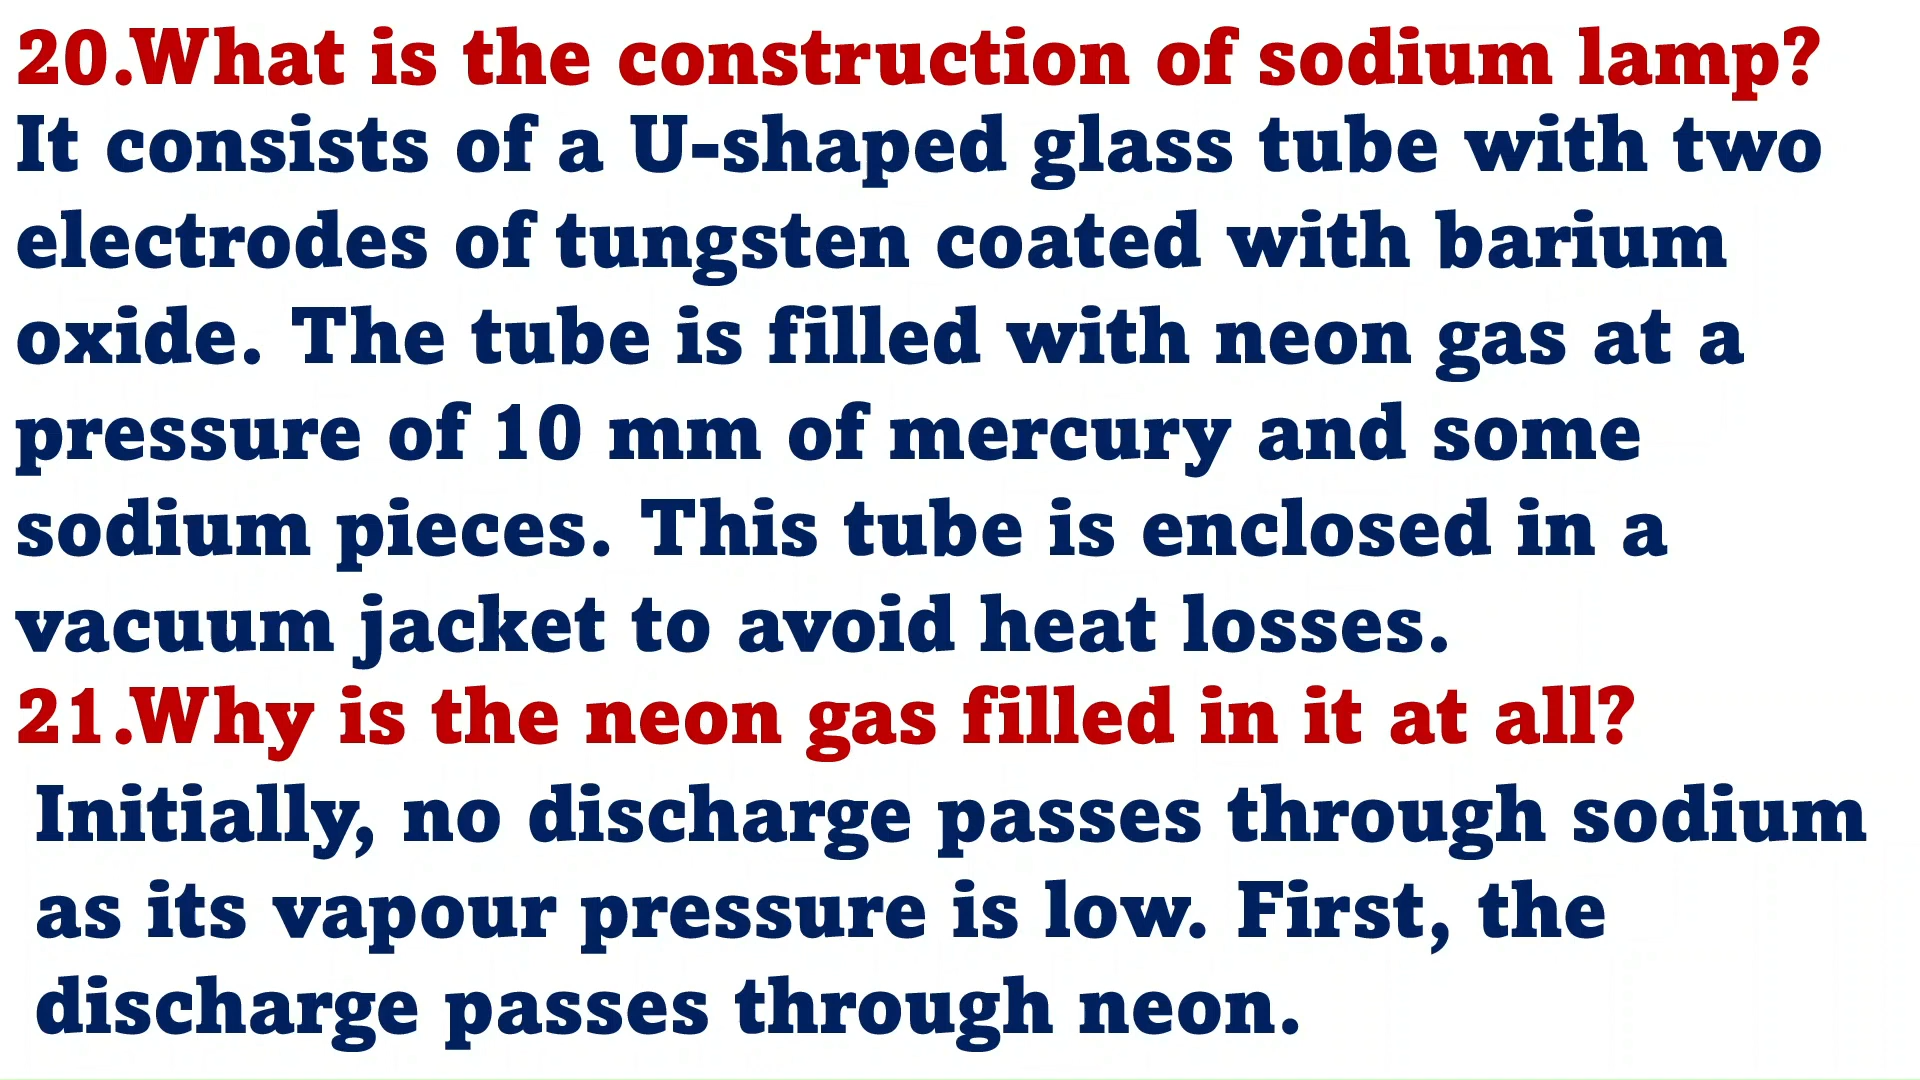 20.What is the construction of sodium lamp?
It consists of a U-shaped glass tube with two
electrodes of tungsten coated with barium
oxide. The tube is filled with neon gas at a
pressure of 10 mm of mercury and some
sodium pieces. This tube is enclosed in a
vacuum jacket to avoid heat losses.
21.Why is the neon gas filled in it at all?
Initially, no discharge passes through sodium
as its vapour pressure is low. First, the
discharge passes through neon.